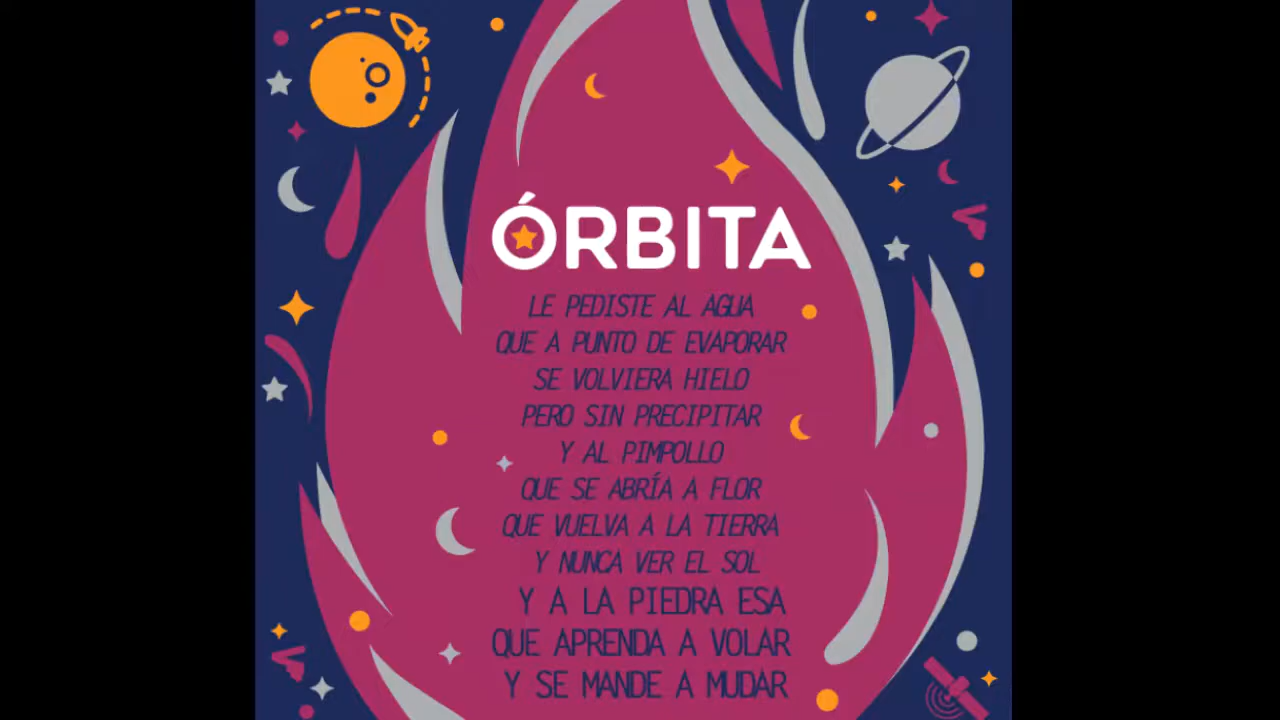 ÓRBITA
LE PEDISTE AL AGUA
QUE A PUNTO DE EVAPORAR
SE VOLVIERA HIELO
PERO SIN PRECIPITAR
Y AL PIMPOLLO
QUE SE ABRÍA A FLOR
QUE VUELVA A LA TIERRA
Y NUNCA VER EL SOL
Y A LA PIEDRA ESA
QUE APRENDA A VOLAR
Y SE MANDE A MUDAR